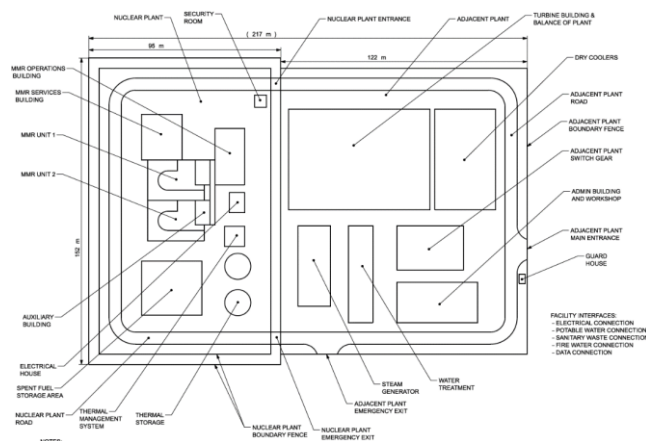 SECURITY
ROOM
NUCLEAR PLANT
NUCLEAR PLANT ENTRANCE
ADJACENT PLANT
TURBINE BUILDING &
BALANCE OF PLANT
( 217 m )
95 m
122 m
152 m
DRY COOLERS
MMR OPERATIONS
BUILDING
MMR SERVICES
BUILDING
MMR UNIT 1
MMR UNIT 2
ADJACENT PLANT
ROAD
ADJACENT PLANT
BOUNDARY FENCE
ADJACENT PLANT
SWITCH GEAR
ADMIN BUILDING
AND WORKSHOP
ADJACENT PLANT
MAIN ENTRANCE
GUARD
HOUSE
AUXILIARY
BUILDING
ELECTRICAL
HOUSE
SPENT FUEL
STORAGE AREA
NUCLEAR PLANT
ROAD
THERMAL
MANAGEMENT
SYSTEM
THERMAL
STORAGE
NUCLEAR PLANT
BOUNDARY FENCE
NUCLEAR PLANT
EMERGENCY EXIT
ADJACENT PLANT
EMERGENCY EXIT
STEAM
GENERATOR
WATER
TREATMENT
FACILITY INTERFACES:
- ELECTRICAL CONNECTION
- POTABLE WATER CONNECTION
- SANITARY WASTE CONNECTION
- FIRE WATER CONNECTION
- DATA CONNECTION
NOTES: